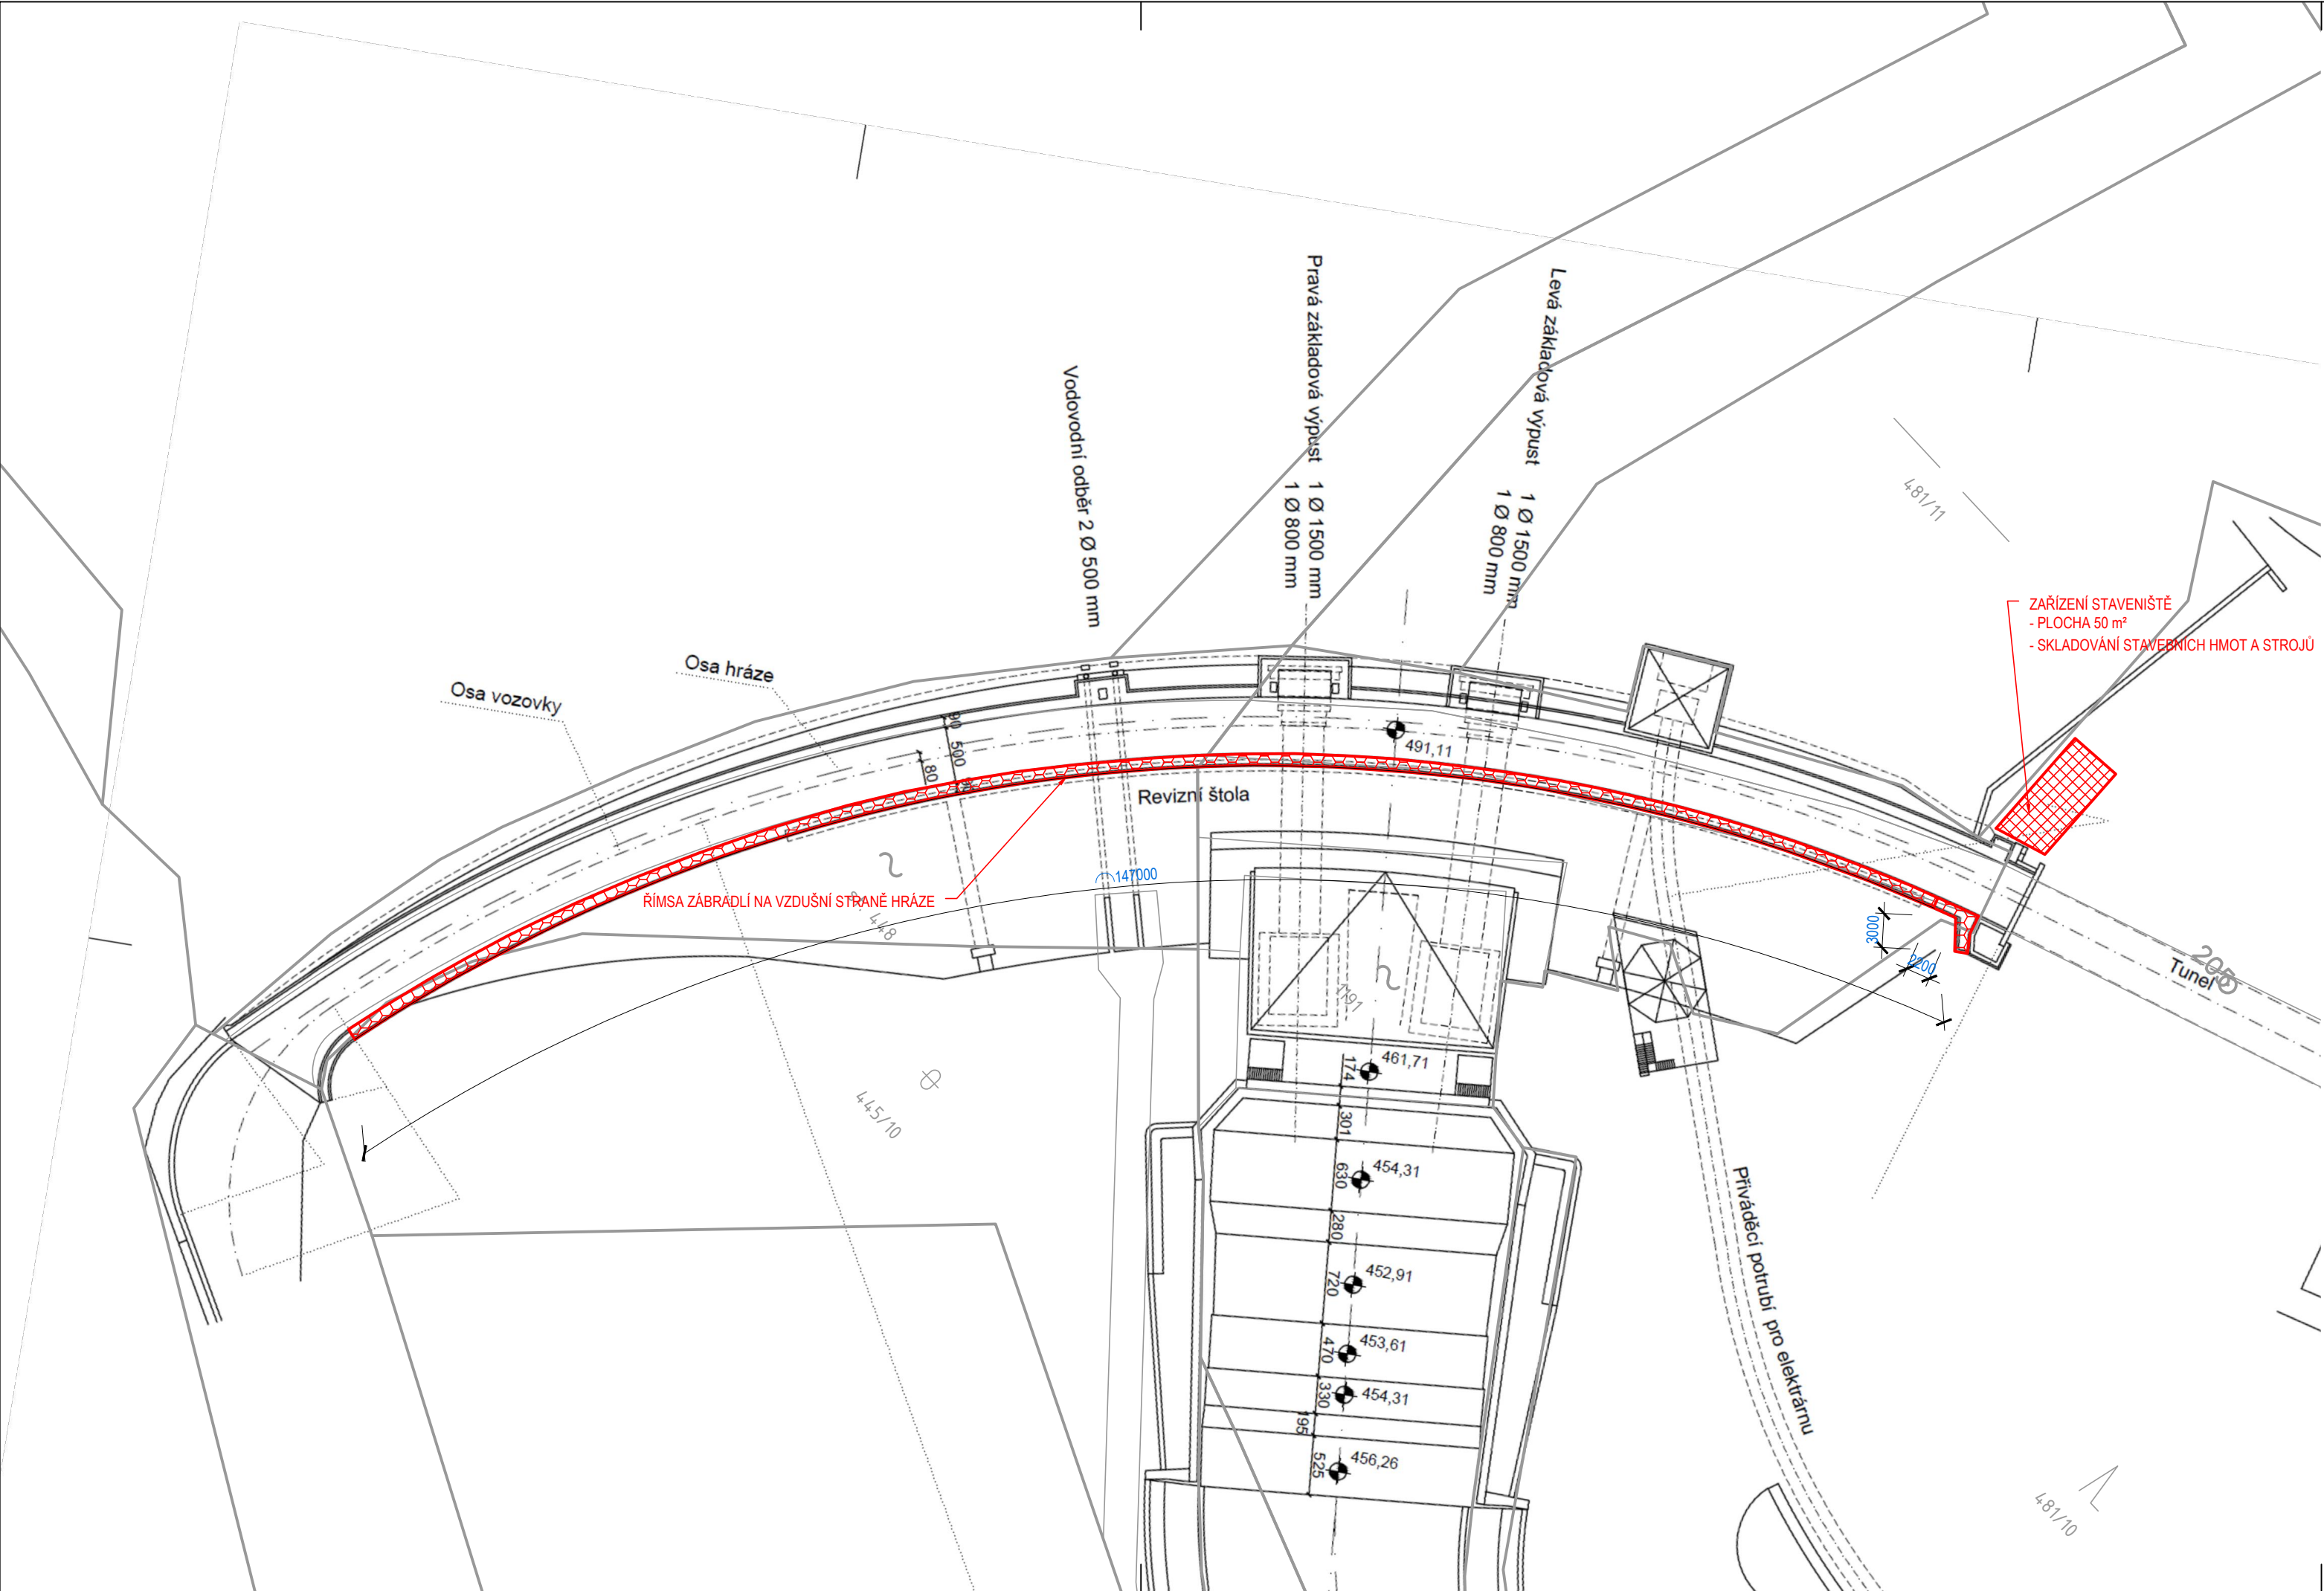 Pravá základová výpust 1 Ø 1500 mm
1 Ø 800 mm
Levá základová výpust 1 Ø 1500 mm
1 Ø 800 mm
Vodovodní odběr 2 Ø 500 mm
481/11
ZAŘÍZENÍ STAVENIŠTĚ
- PLOCHA 50 m²
- SKLADOVÁNÍ STAVEBNÍCH HMOT A STROJŮ
Osa hráze
Osa vozovky
90
500
80
491,11
Revizní štola
147000
ŘÍMSA ZÁBRADLÍ NA VZDUŠNÍ STRANĚ HRÁZE
448
3000
2200
205
Tunel
1191
461,71
174
445/10
301
454,31
630
280
452,91
720
453,61
470
454,31
330
195
456,26
525
Přiváděcí potrubí pro elektrárnu
481/10